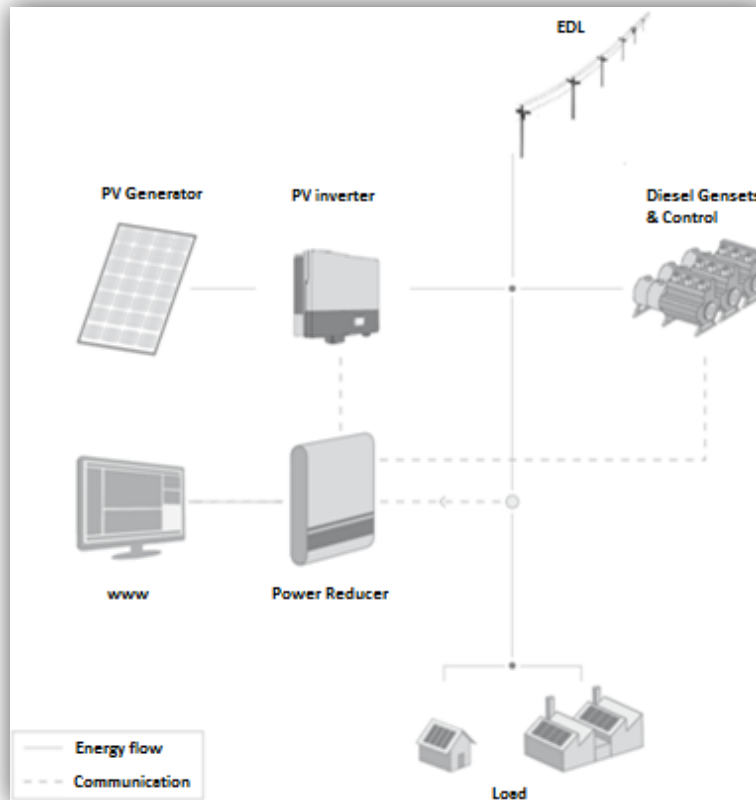 EDL
PV Generator
PV inverter
Diesel Gensets
& Control
www
Power Reducer
Energy flow
Communication
Load